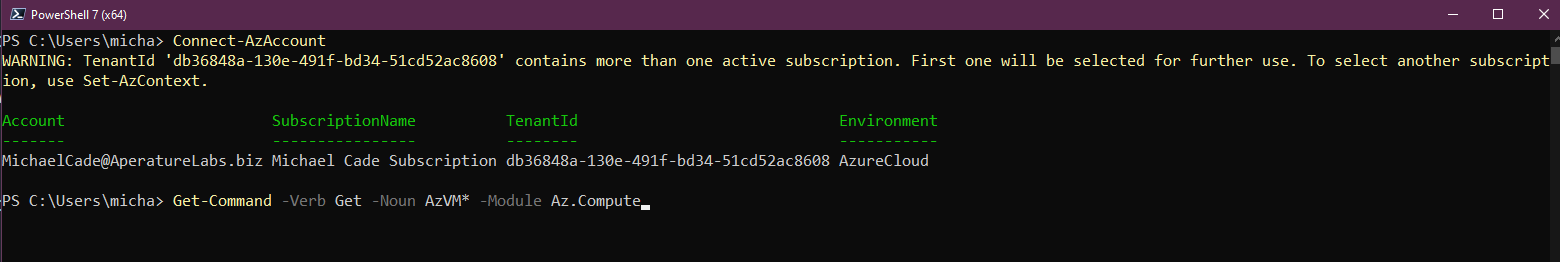 PowerShell 7 (x64)
PS C:\Users\micha> Connect-AzAccount
WARNING: TenantId 'db36848a-130e-491f-bd34-51cd52ac8608' contains more than one active subscription. First one will be selected for further use. To select another subscript
ion, use Set-AzContext.
Account SubscriptionName TenantId Environment
------- ---------------- -------- -----------
MichaelCade@AperatureLabs.biz Michael Cade Subscription db36848a-130e-491f-bd34-51cd52ac8608 AzureCloud
PS C:\Users\micha> Get-Command -Verb Get -Noun AzVM* -Module Az.Compute